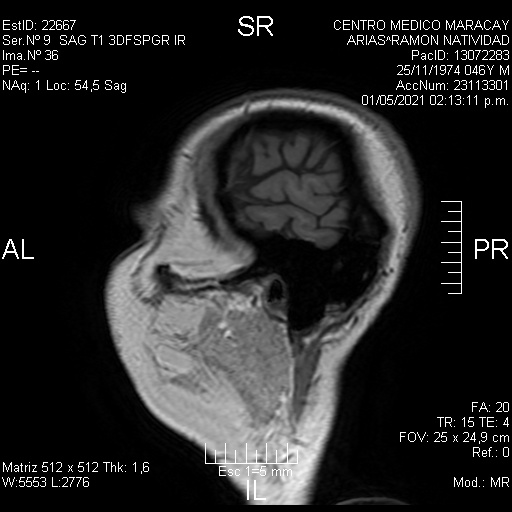 EstID: 22667
Ser.Nº 9 SAG T1 3DFSPGR IR
Ima.Nº 36
PE= --
NAq: 1 Loc: 54,5 Sag
SR
CENTRO MEDICO MARACAY
ARIAS^RAMON NATIVIDAD
PacID: 13072283
25/11/1974 046Y M
AccNum: 23113301
01/05/2021 02:13:11 p.m.
AL
PR
Matriz 512 x 512 Thk: 1,6
W:5553 L:2776
Esc 1=5 mm
IL
FA: 20
TR: 15 TE: 4
FOV: 25 x 24,9 cm
Ref.: 0
Mod.: MR